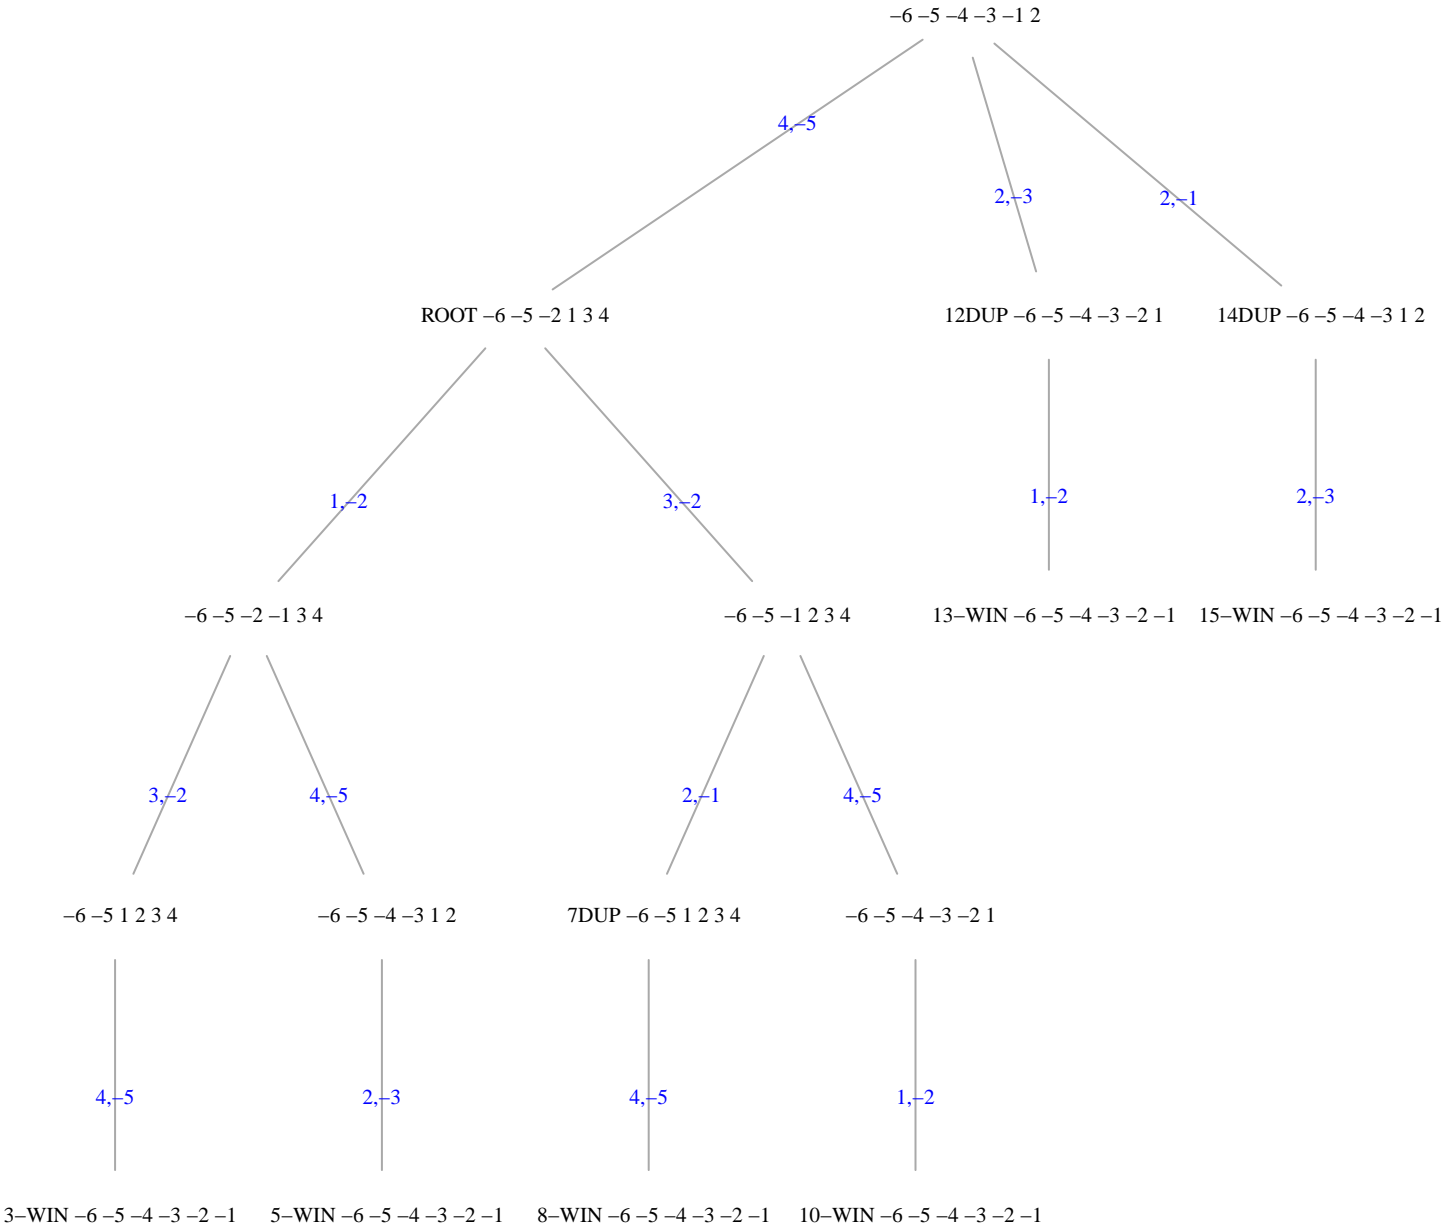 –6 –5 –4 –3 –1 2
4,–5
2,–3
2,–1
ROOT –6 –5 –2 1 3 4
12DUP –6 –5 –4 –3 –2 1
14DUP –6 –5 –4 –3 1 2
1,–2
3,–2
1,–2
2,–3
–6 –5 –2 –1 3 4
–6 –5 –1 2 3 4
13–WIN –6 –5 –4 –3 –2 –1
15–WIN –6 –5 –4 –3 –2 –1
3,–2
4,–5
2,–1
4,–5
–6 –5 1 2 3 4
–6 –5 –4 –3 1 2
7DUP –6 –5 1 2 3 4
–6 –5 –4 –3 –2 1
4,–5
2,–3
4,–5
1,–2
3–WIN –6 –5 –4 –3 –2 –1
5–WIN –6 –5 –4 –3 –2 –1
8–WIN –6 –5 –4 –3 –2 –1
10–WIN –6 –5 –4 –3 –2 –1